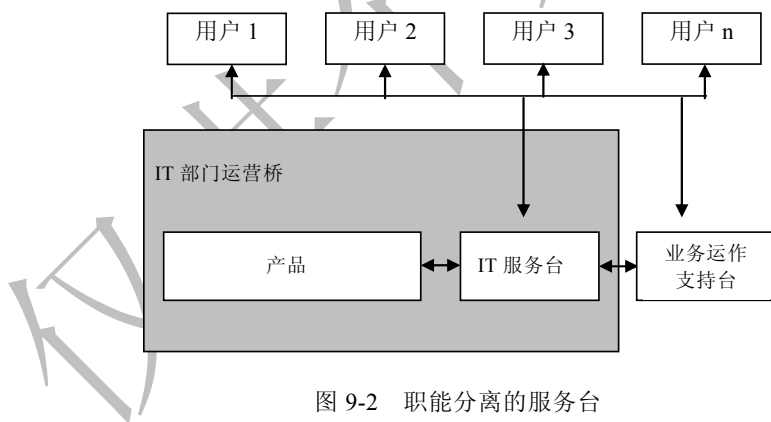 用户 1
用户 2
用户 3
用户 n
IT 部门运营桥
产品
IT 服务台
业务运作
支持台
图 9-2 职能分离的服务台